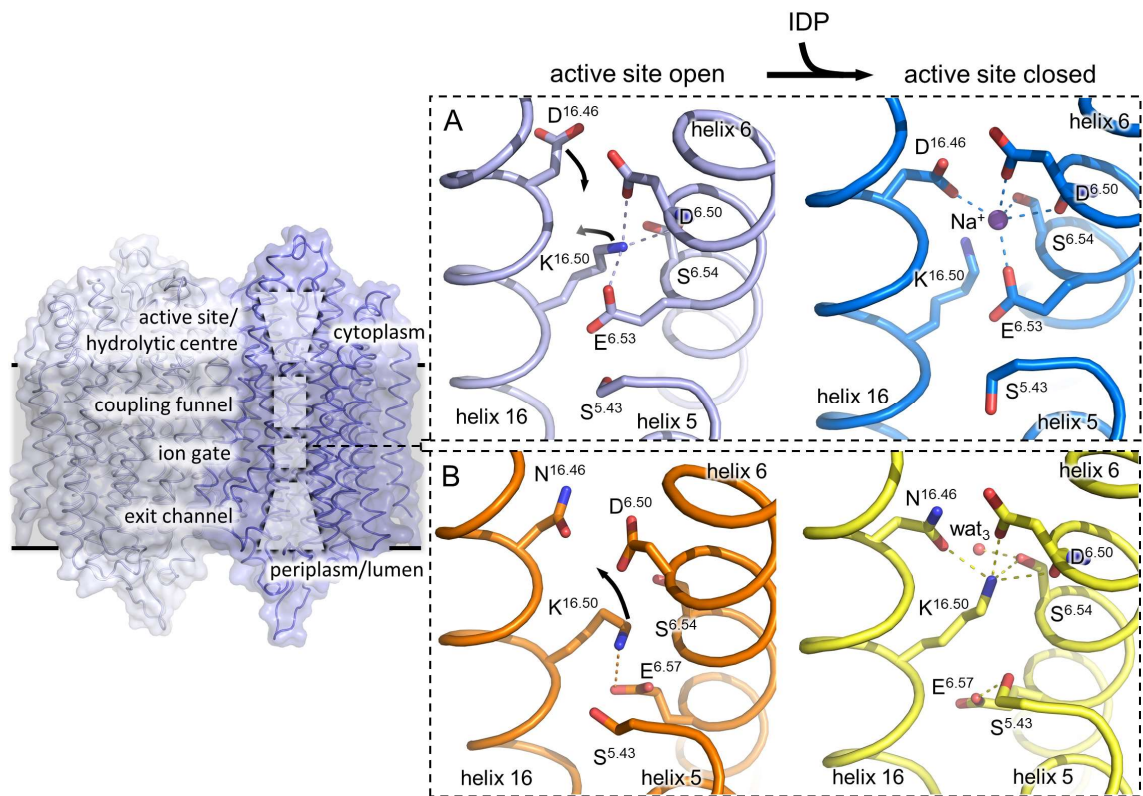 IDP
active site open
active site closed
A
D16.46
helix 6
D6.50
K16.50
S6.54
E6.53
S5.43
helix 16
helix 5
helix 6
D16.46
D6.50
Na+
S6.54
K16.50
E6.53
S5.43
helix 16
helix 5
active site/
hydrolytic centre
cytoplasm
coupling funnel
ion gate
exit channel
periplasm/lumen
B
N16.46
helix 6
D6.50
K16.50
S6.54
E6.57
S5.43
helix 16
helix 5
helix 6
N16.46
wat3
D6.50
K16.50
S6.54
E6.57
S5.43
helix 16
helix 5